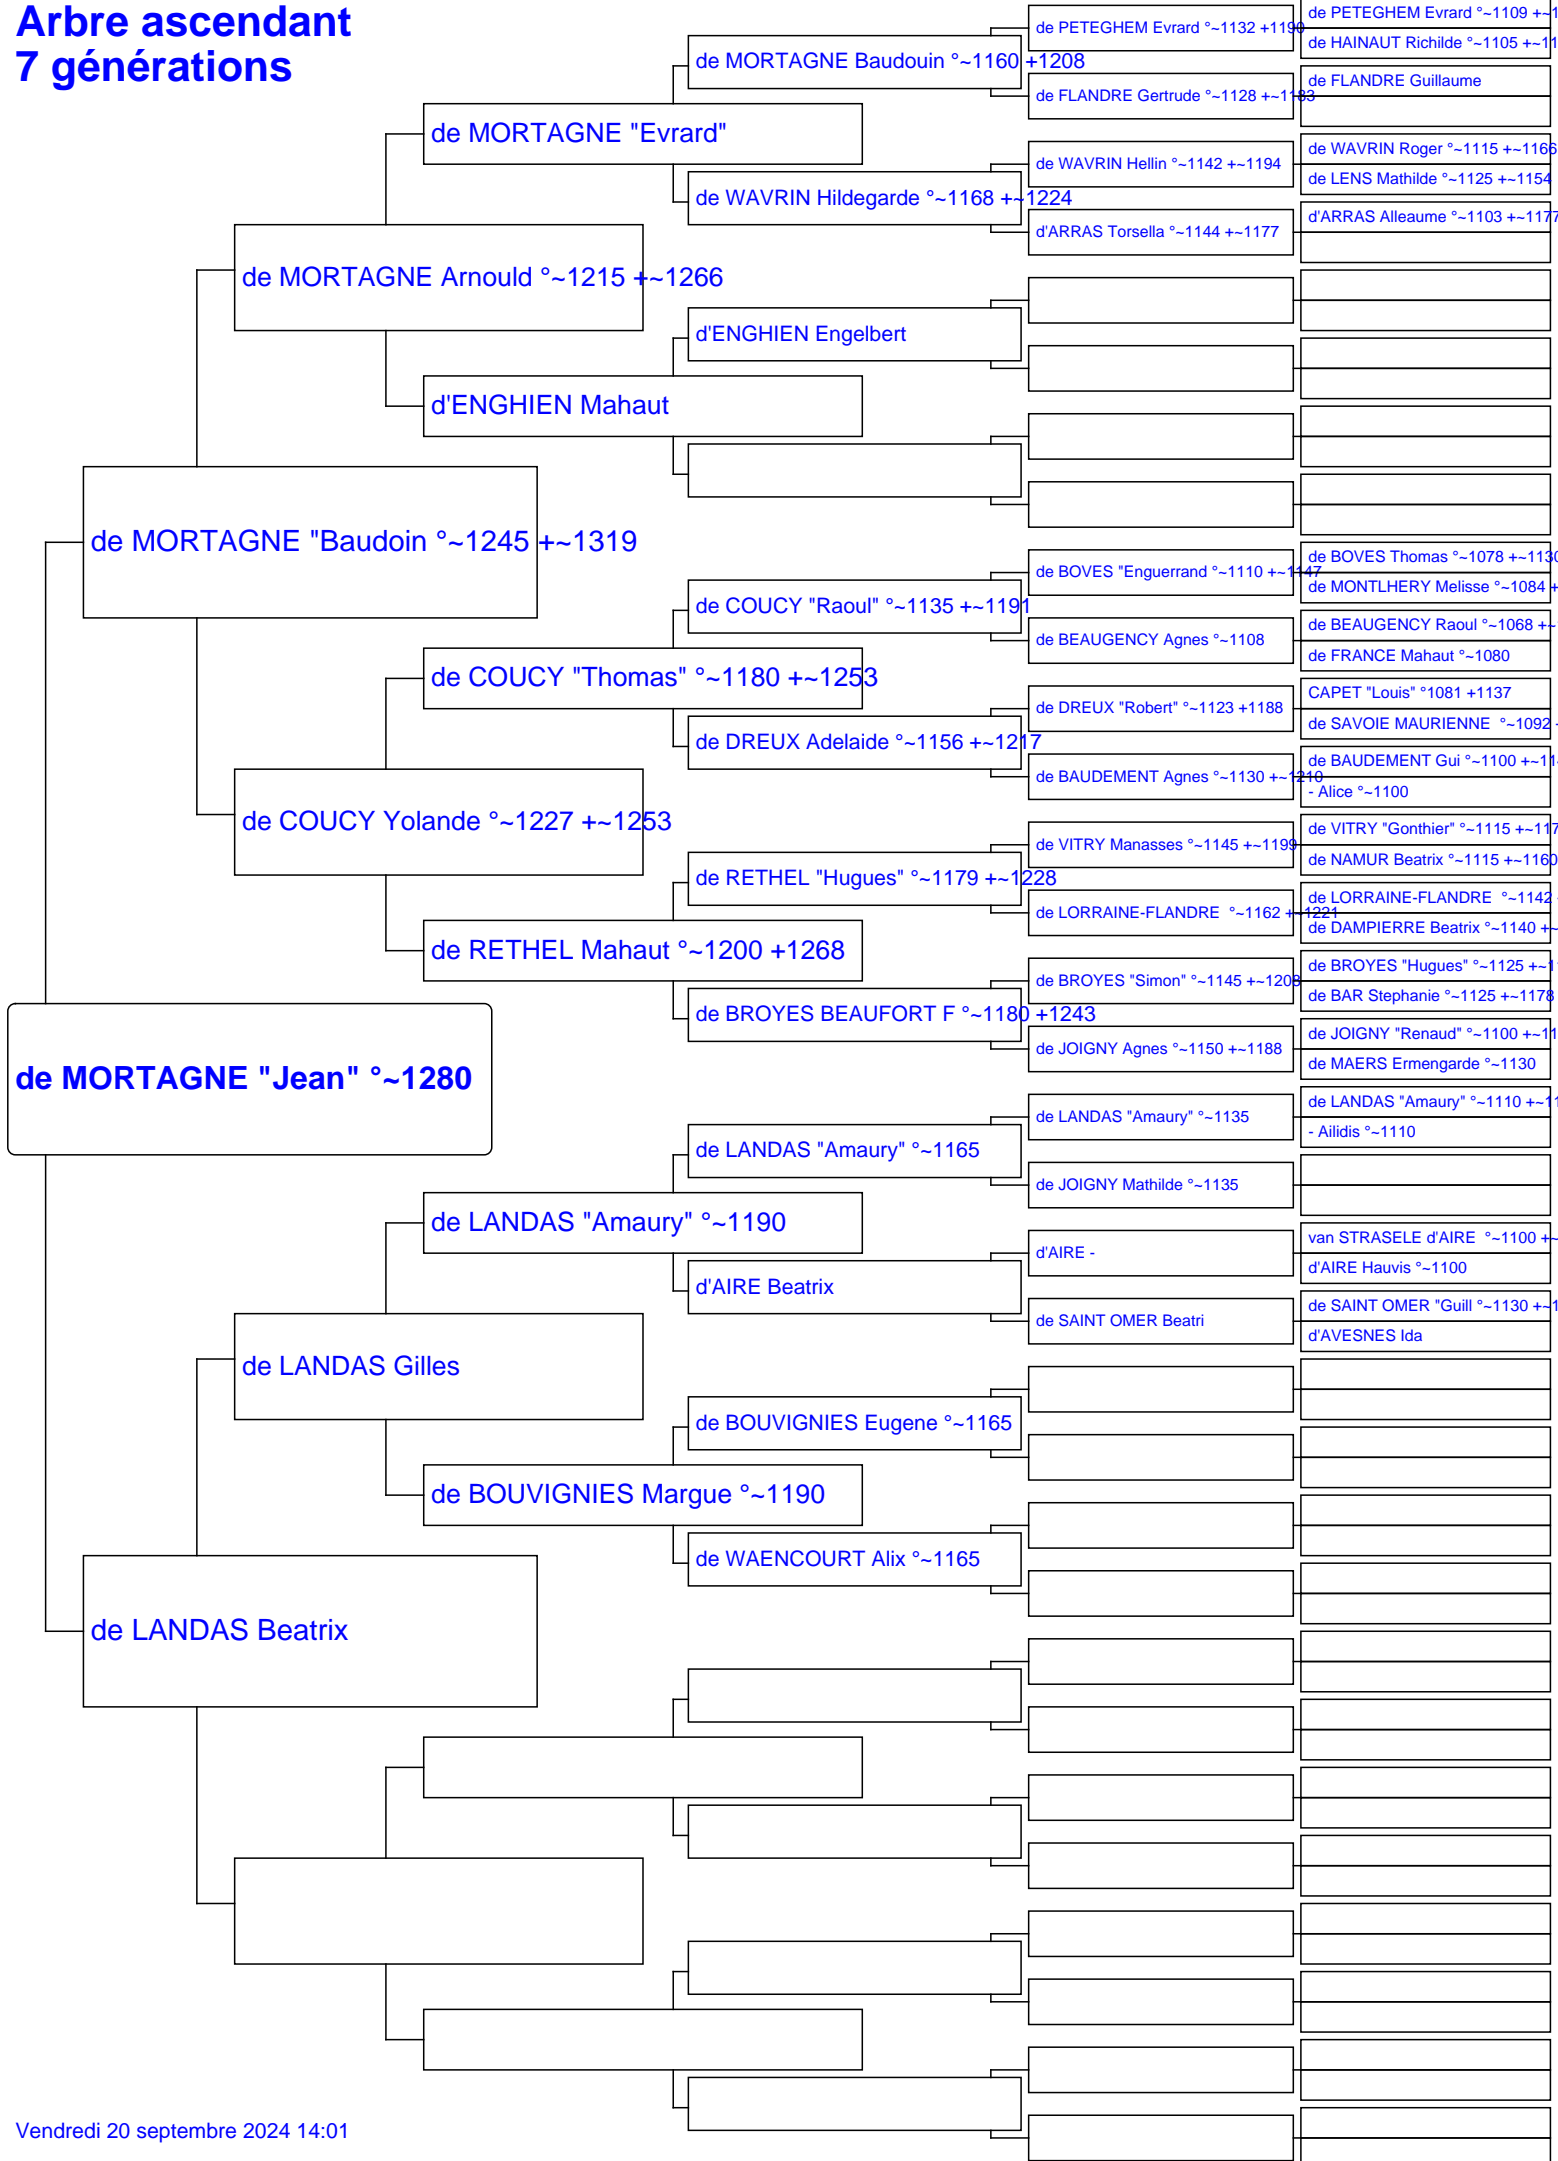 Arbre ascendant
7 générations
de MORTAGNE "Jean" °~1280
de MORTAGNE "Baudoin °~1245 +~1319
de LANDAS Beatrix
de MORTAGNE Arnould °~1215 +~1266
de COUCY Yolande °~1227 +~1253
de LANDAS Gilles
de MORTAGNE "Evrard"
d'ENGHIEN Mahaut
de COUCY "Thomas" °~1180 +~1253
de RETHEL Mahaut °~1200 +1268
de LANDAS "Amaury" °~1190
de BOUVIGNIES Margue °~1190
de MORTAGNE Baudouin °~1160 +1208
de WAVRIN Hildegarde °~1168 +~1224
d'ENGHIEN Engelbert
de COUCY "Raoul" °~1135 +~1191
de DREUX Adelaide °~1156 +~1217
de RETHEL "Hugues" °~1179 +~1228
de BROYES BEAUFORT F °~1180 +1243
de LANDAS "Amaury" °~1165
d'AIRE Beatrix
de BOUVIGNIES Eugene °~1165
de WAENCOURT Alix °~1165
de PETEGHEM Evrard °~1132 +1190
de FLANDRE Gertrude °~1128 +~1183
de WAVRIN Hellin °~1142 +~1194
d'ARRAS Torsella °~1144 +~1177
de BOVES "Enguerrand °~1110 +~1147
de BEAUGENCY Agnes °~1108
de DREUX "Robert" °~1123 +1188
de BAUDEMENT Agnes °~1130 +~1210
de VITRY Manasses °~1145 +~1199
de LORRAINE-FLANDRE °~1162 +~1221
de BROYES "Simon" °~1145 +~1208
de JOIGNY Agnes °~1150 +~1188
de LANDAS "Amaury" °~1135
de JOIGNY Mathilde °~1135
d'AIRE -
de SAINT OMER Beatri
de PETEGHEM Evrard °~1109 +~1
de HAINAUT Richilde °~1105 +~11
de FLANDRE Guillaume
de WAVRIN Roger °~1115 +~1166
de LENS Mathilde °~1125 +~1154
d'ARRAS Alleaume °~1103 +~1177
de BOVES Thomas °~1078 +~1130
de MONTLHERY Melisse °~1084 +
de BEAUGENCY Raoul °~1068 +~
de FRANCE Mahaut °~1080
CAPET "Louis" °1081 +1137
de SAVOIE MAURIENNE °~1092
de BAUDEMENT Gui °~1100 +~11
- Alice °~1100
de VITRY "Gonthier" °~1115 +~117
de NAMUR Beatrix °~1115 +~1160
de LORRAINE-FLANDRE °~1142
de DAMPIERRE Beatrix °~1140 +~
de BROYES "Hugues" °~1125 +~1
de BAR Stephanie °~1125 +~1178
de JOIGNY "Renaud" °~1100 +~11
de MAERS Ermengarde °~1130
de LANDAS "Amaury" °~1110 +~11
- Ailidis °~1110
van STRASELE d'AIRE °~1100 +~
d'AIRE Hauvis °~1100
de SAINT OMER "Guill °~1130 +~1
d'AVESNES Ida
Vendredi 20 septembre 2024 14:01